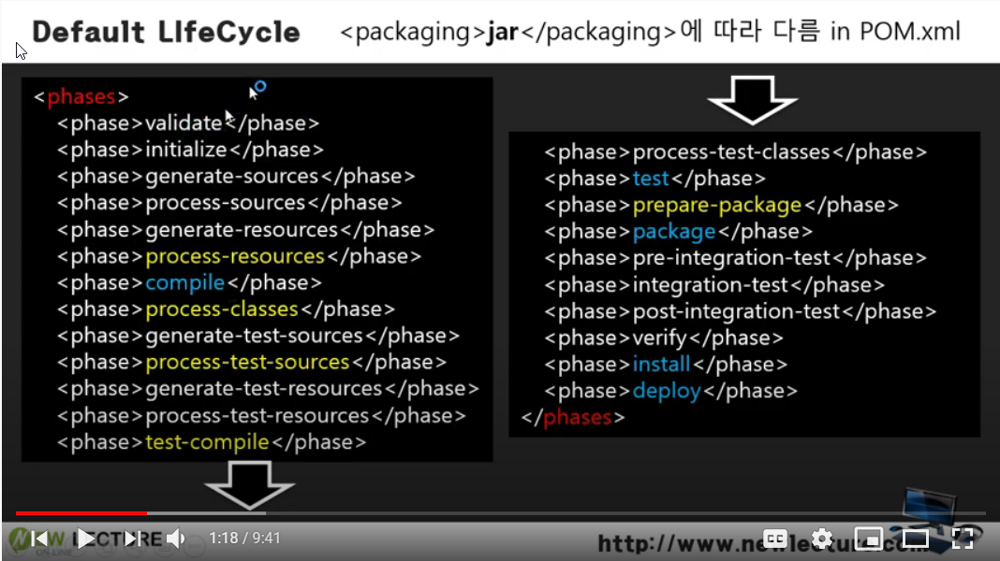 Default LIfeCycle
<packaging>jar</packaging>에 따라 다름 in POM.xml
<phases>
<phase>validate</phase>
<phase>initialize</phase>
<phase>generate-sources</phase>
<phase>process-sources</phase>
<phase>generate-resources</phase>
<phase>process-resources</phase>
<phase>compile</phase>
<phase>process-classes</phase>
<phase>generate-test-sources</phase>
<phase>process-test-sources</phase>
<phase>generate-test-resources</phase>
<phase>process-test-resources</phase>
<phase>test-compile</phase>
<phase>process-test-classes</phase>
<phase>test</phase>
<phase>prepare-package</phase>
<phase>package</phase>
<phase>pre-integration-test</phase>
<phase>integration-test</phase>
<phase>post-integration-test</phase>
<phase>verify</phase>
<phase>install</phase>
<phase>deploy</phase>
</phases>
NEW LECTURE
ON-LINE
1:18 / 9:41
CC
http://www.newlecture.com